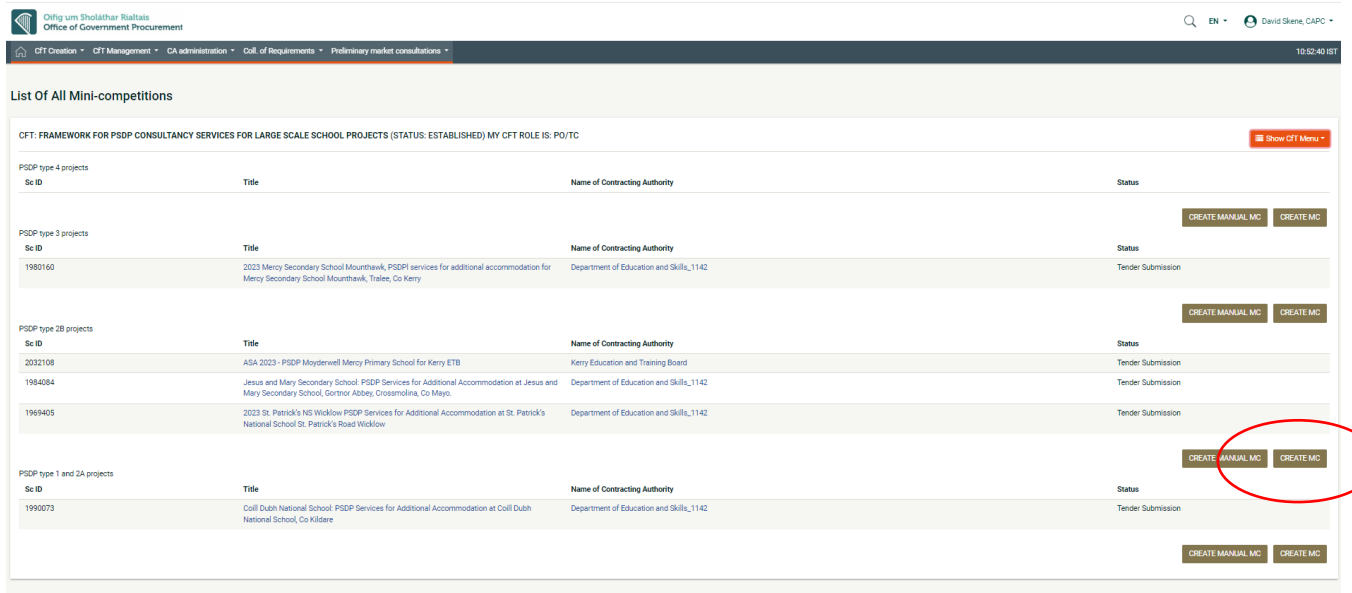 Oifig um Sholáthar Rialtais
Office of Government Procurement
EN
David Skene, CAPC
CfT Creation CfT Management CA administration Coll. of Requirements Preliminary market consultations
10:52:40 IST
List Of All Mini-competitions
CFT: FRAMEWORK FOR PSDP CONSULTANCY SERVICES FOR LARGE SCALE SCHOOL PROJECTS (STATUS: ESTABLISHED) MY CFT ROLE IS: PO/TC
Show CfT Menu
PSDP type 4 projects
Sc ID Title Name of Contracting Authority Status
CREATE MANUAL MC CREATE MC
PSDP type 3 projects
Sc ID Title Name of Contracting Authority Status
1980160 2023 Mercy Secondary School Mounthawk, PSDPl services for additional accommodation for Department of Education and Skills_1142 Tender Submission
Mercy Secondary School Mounthawk, Tralee, Co Kerry
CREATE MANUAL MC CREATE MC
PSDP type 2B projects
Sc ID Title Name of Contracting Authority Status
2032108 ASA 2023 - PSDP Moyderwell Mercy Primary School for Kerry ETB Kerry Education and Training Board Tender Submission
1984084 Jesus and Mary Secondary School: PSDP Services for Additional Accommodation at Jesus and Department of Education and Skills_1142 Tender Submission
Mary Secondary School, Gortnor Abbey, Crossmolina, Co Mayo.
1969405 2023 St. Patrick's NS Wicklow PSDP Services for Additional Accommodation at St. Patrick's Department of Education and Skills_1142 Tender Submission
National School St. Patrick's Road Wicklow
CREATE MANUAL MC CREATE MC
PSDP type 1 and 2A projects
Sc ID Title Name of Contracting Authority Status
1990073 Coill Dubh National School: PSDP Services for Additional Accommodation at Coill Dubh Department of Education and Skills_1142 Tender Submission
National School, Co Kildare
CREATE MANUAL MC CREATE MC